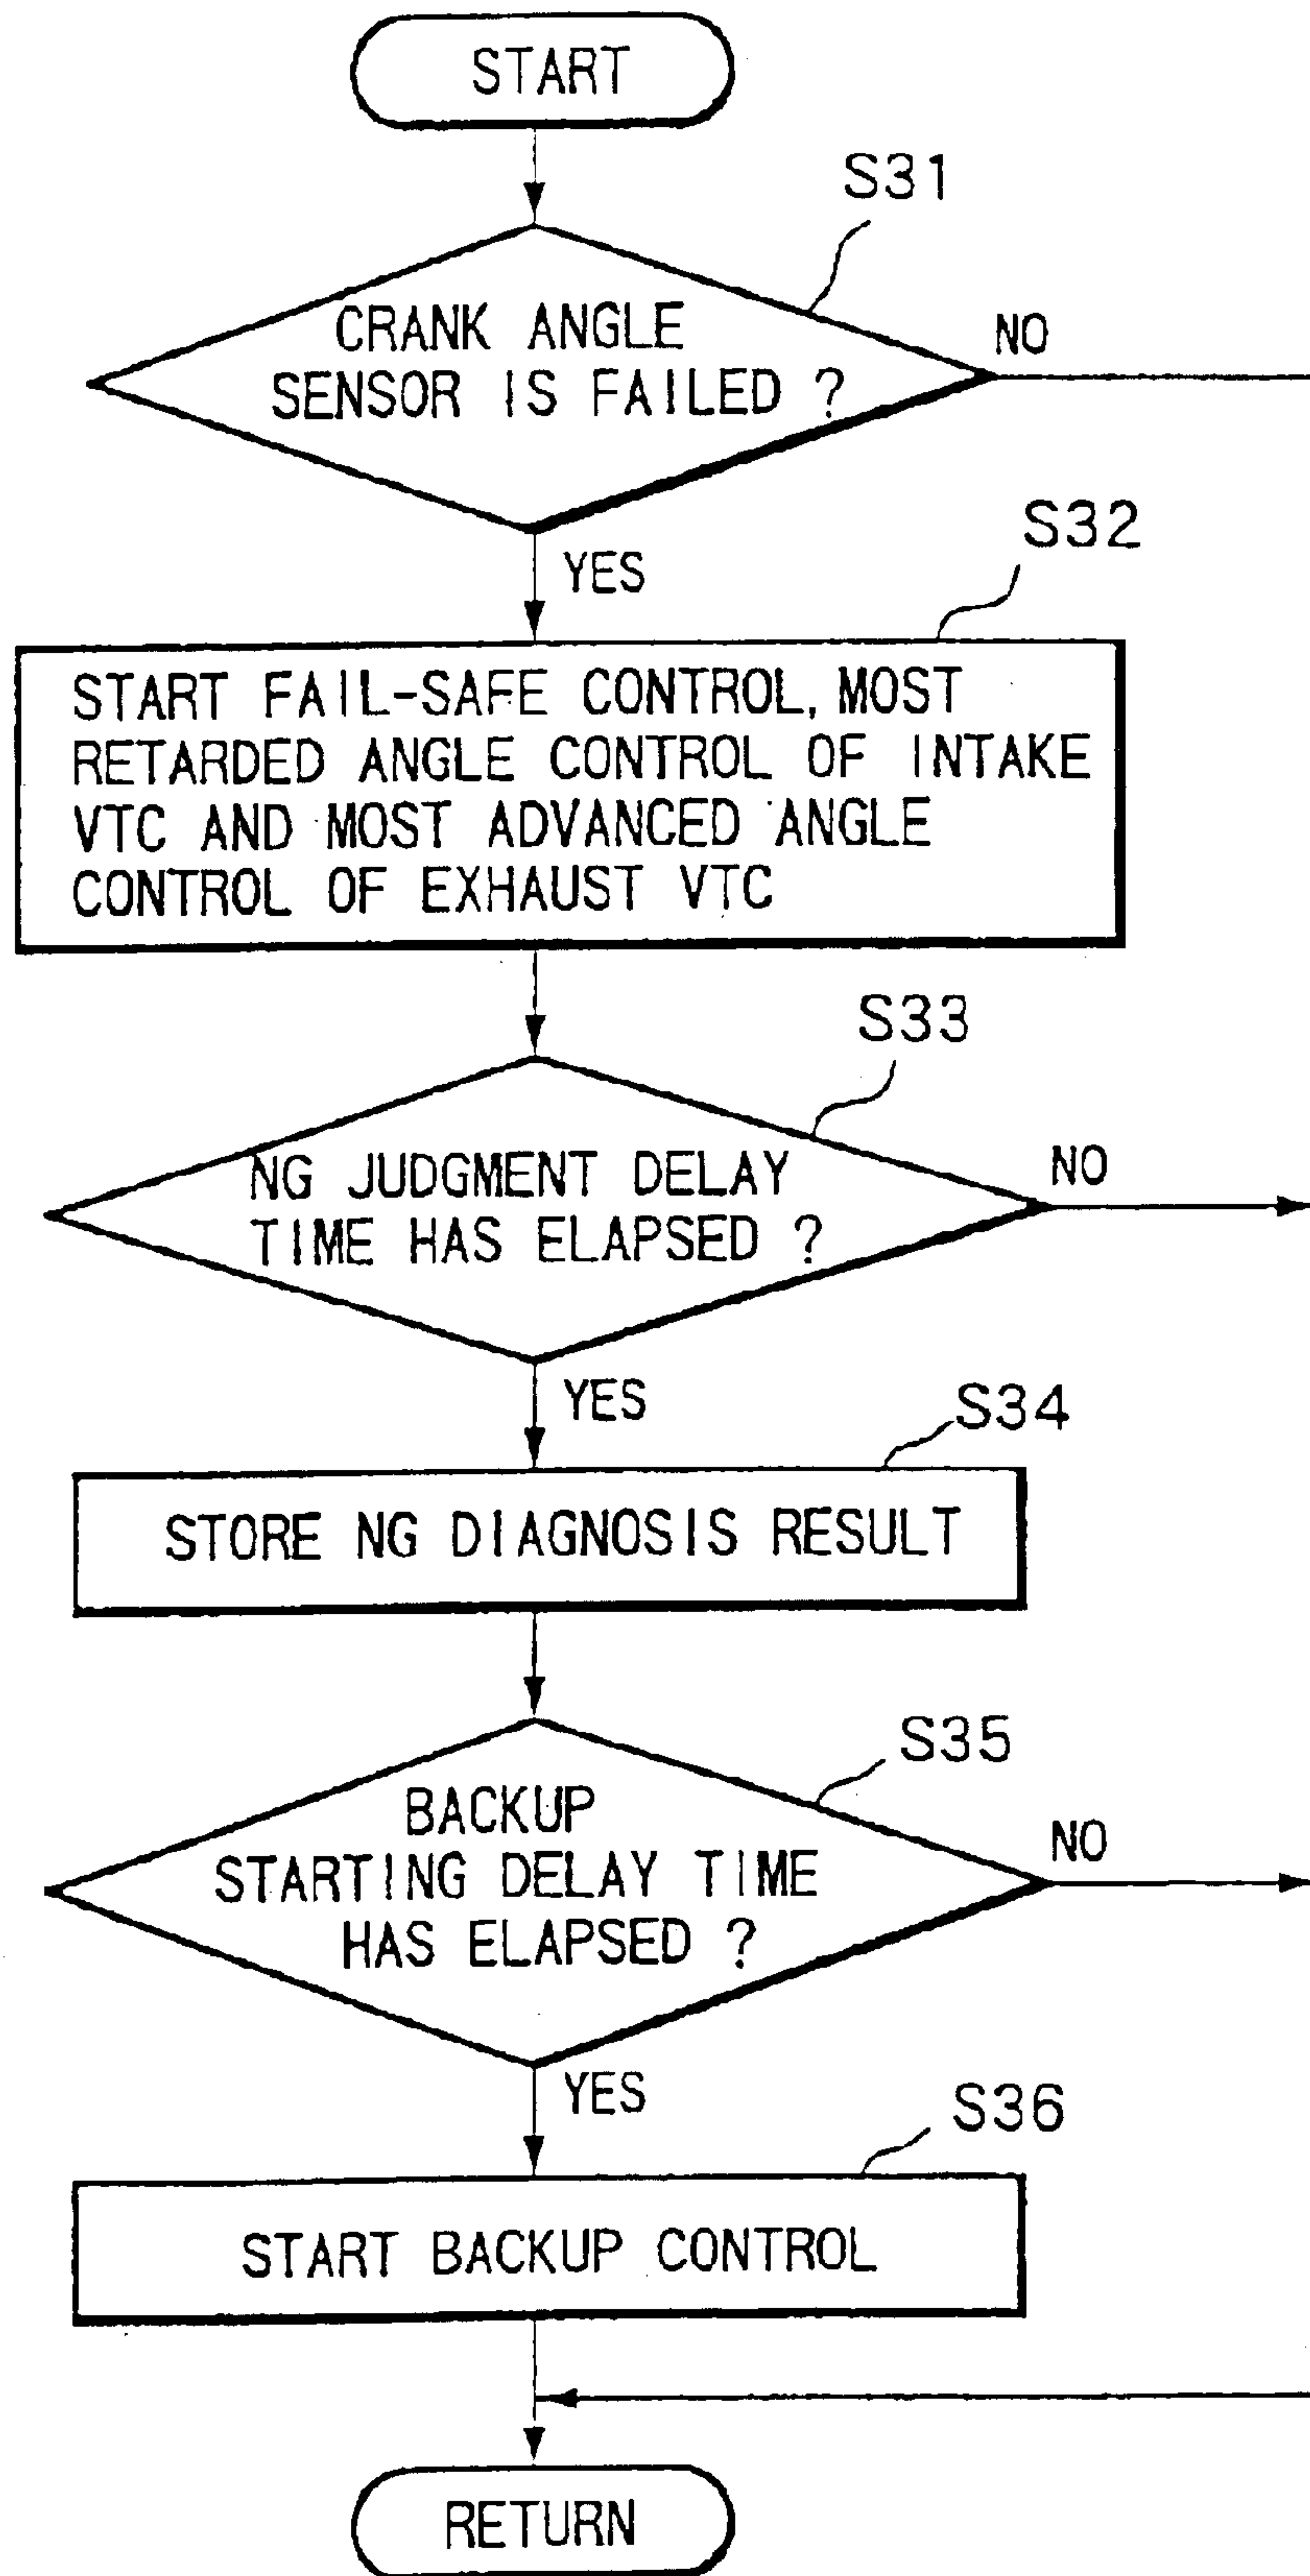 START
S31
CRANK ANGLE
SENSOR IS FAILED ?
NO
YES
S32
START FAIL-SAFE CONTROL, MOST
RETARDED ANGLE CONTROL OF INTAKE
VTC AND MOST ADVANCED ANGLE
CONTROL OF EXHAUST VTC
S33
NG JUDGMENT DELAY
TIME HAS ELAPSED ?
NO
YES
S34
STORE NG DIAGNOSIS RESULT
S35
BACKUP
STARTING DELAY TIME
HAS ELAPSED ?
NO
YES
S36
START BACKUP CONTROL
RETURN